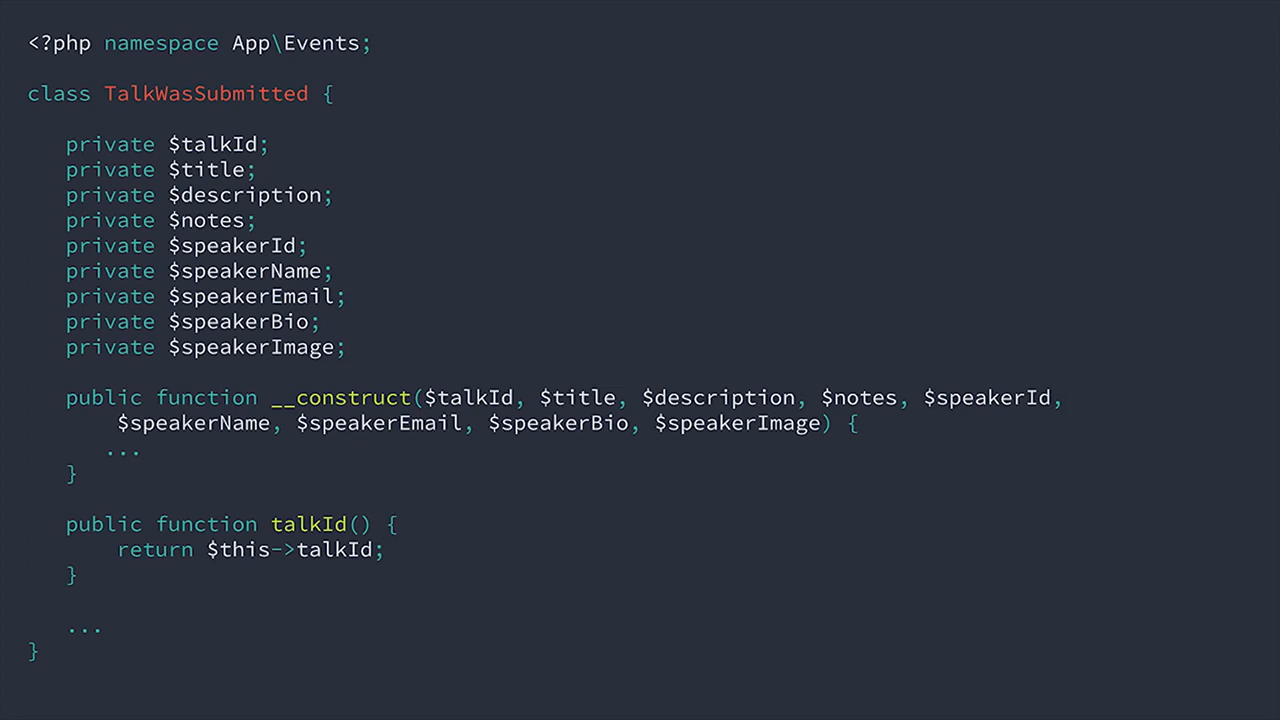 <?php namespace App\Events;
class TalkWasSubmitted {
private $talkId;
private $title;
private $description;
private $notes;
private $speakerId;
private $speakerName;
private $speakerEmail;
private $speakerBio;
private $speakerImage;
public function __construct($talkId, $title, $description, $notes, $speakerId,
$speakerName, $speakerEmail, $speakerBio, $speakerImage) {
...
}
public function talkId() {
return $this->talkId;
}
...
}